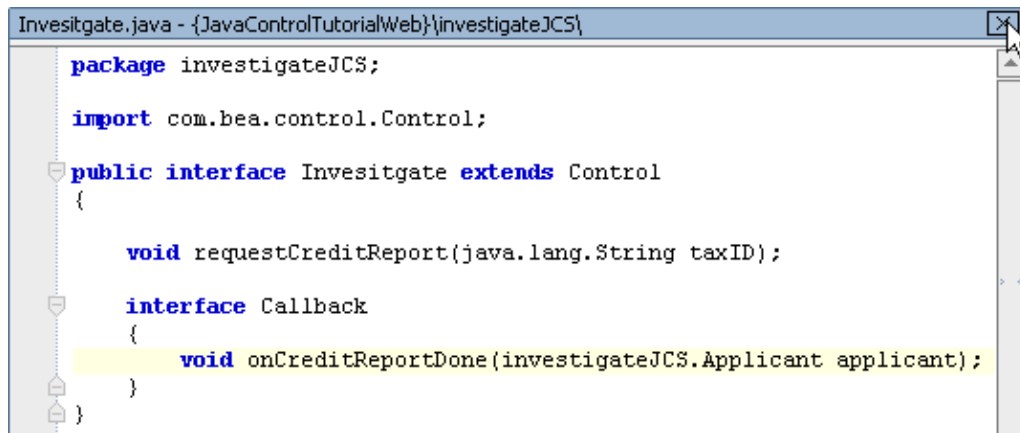 Invesitgate.java - {JavaControlTutorialWeb}\investigateJCS\
package investigateJCS;
import com.bea.control.Control;
public interface Invesitgate extends Control
{
void requestCreditReport(java.lang.String taxID);
interface Callback
{
void onCreditReportDone(investigateJCS.Applicant applicant);
}
}